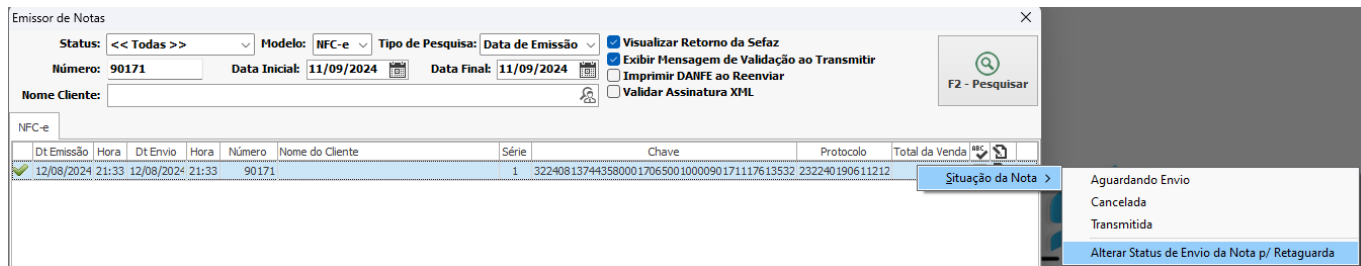 Emissor de Notas
Status: << Todas >> Modelo: NFC-e Tipo de Pesquisa: Data de Emissão Visualizar Retorno da Sefaz
Exibir Mensagem de Validação ao Transmitir
Número: 90171 Data Inicial: 11/09/2024 Data Final: 11/09/2024 Imprimir DANFE ao Reenviar
Nome Cliente: Validar Assinatura XML
F2 - Pesquisar
NFC-e
Dt Emissão Hora Dt Envio Hora Número Nome do Cliente Série Chave Protocolo Total da Venda ABC
12/08/2024 21:33 12/08/2024 21:33 90171 1 32240813744358000170650010000901711117613532 232240190611212
Situação da Nota >
Aguardando Envio
Cancelada
Transmitida
Alterar Status de Envio da Nota p/ Retaguarda